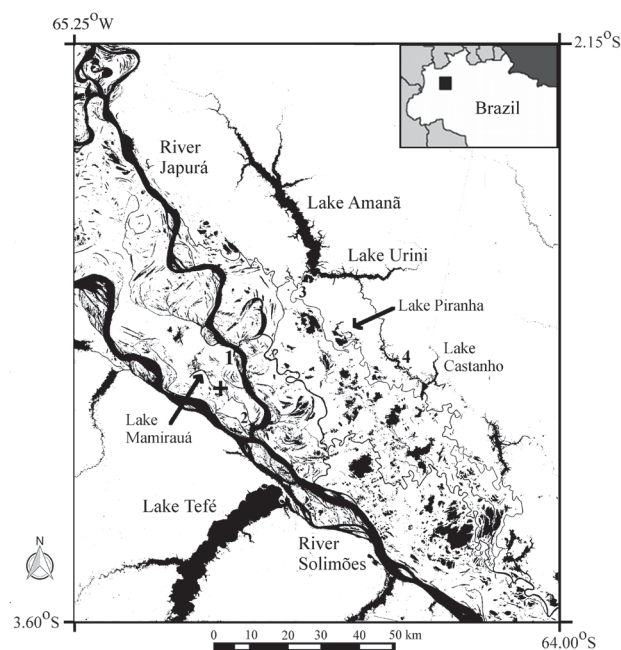 65.25°W
2.15°S
Brazil
River
Japurá
Lake Amanã
Lake Urini
3
Lake Piranha
1
4
Lake
Castanho
2
Lake
Mamirauá
Lake Tefé
River
Solimões
N
3.60°S
64.00°S
0 10 20 30 40 50 km